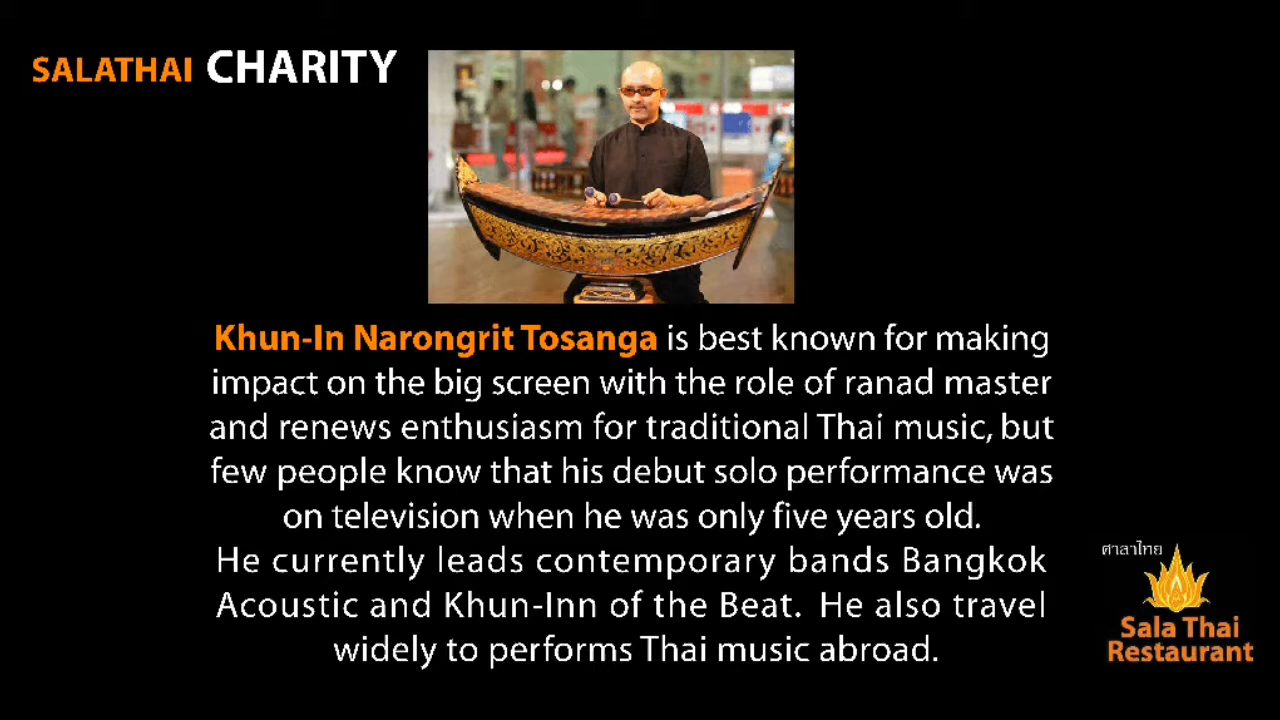 SALATHAI CHARITY
Khun-In Narongrit Tosanga is best known for making
impact on the big screen with the role of ranad master
and renews enthusiasm for traditional Thai music, but
few people know that his debut solo performance was
on television when he was only five years old.
He currently leads contemporary bands Bangkok
Acoustic and Khun-Inn of the Beat. He also travel
widely to performs Thai music abroad.
ศาลาไทย
Sala Thai
Restaurant